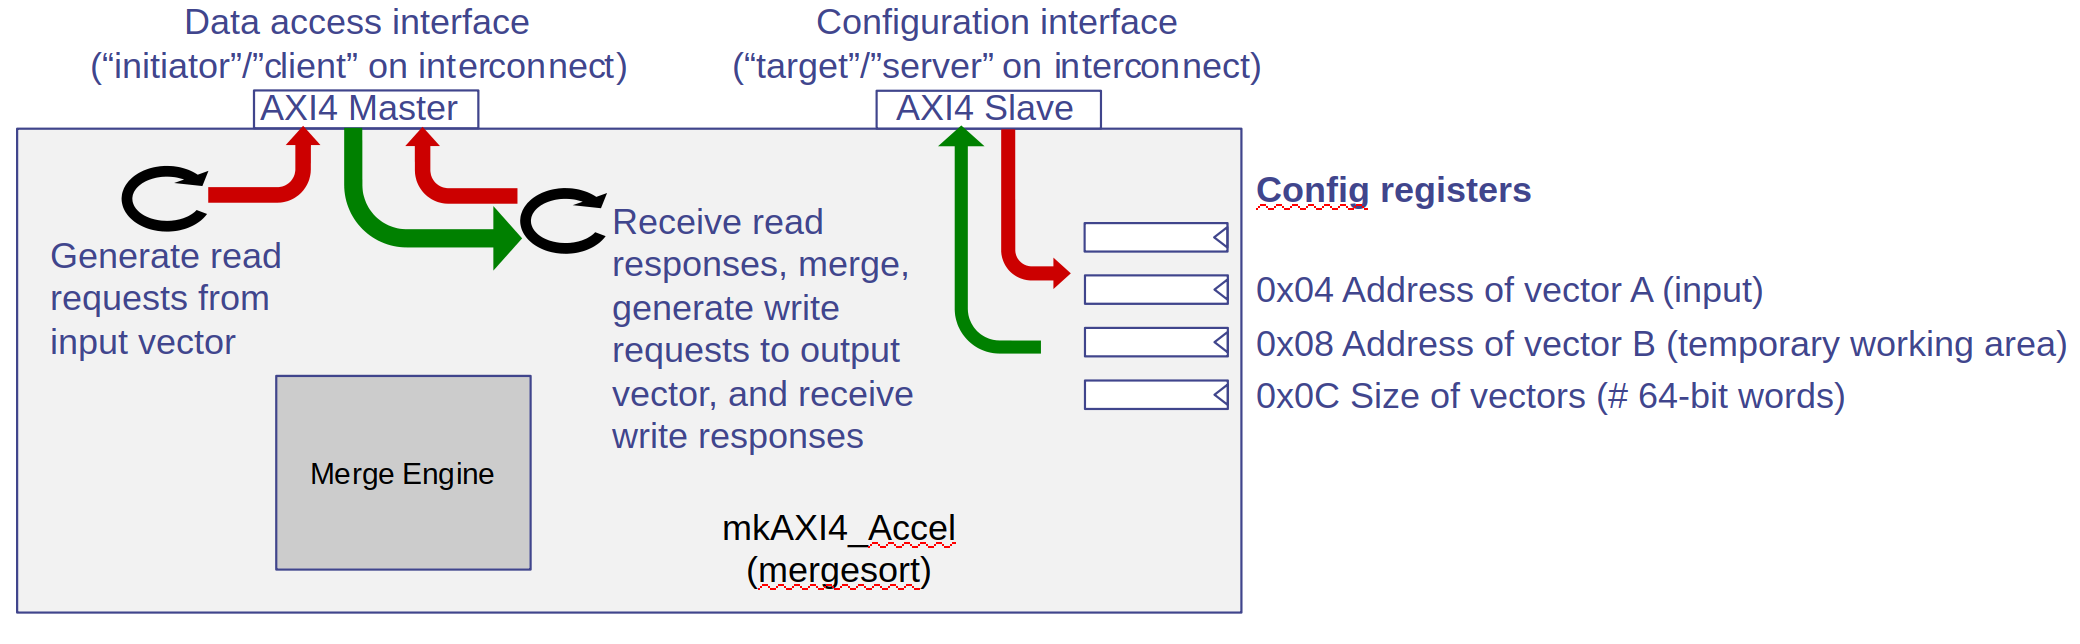 Data access interface
(“initiator”/”client” on interconnect)
AXI4 Master
Configuration interface
(“target”/”server” on interconnect)
AXI4 Slave
Generate read
requests from
input vector
Receive read
responses, merge,
generate write
requests to output
vector, and receive
write responses
Merge Engine
mkAXI4_Accel
(mergesort)
Config registers
0x04 Address of vector A (input)
0x08 Address of vector B (temporary working area)
0x0C Size of vectors (# 64-bit words)